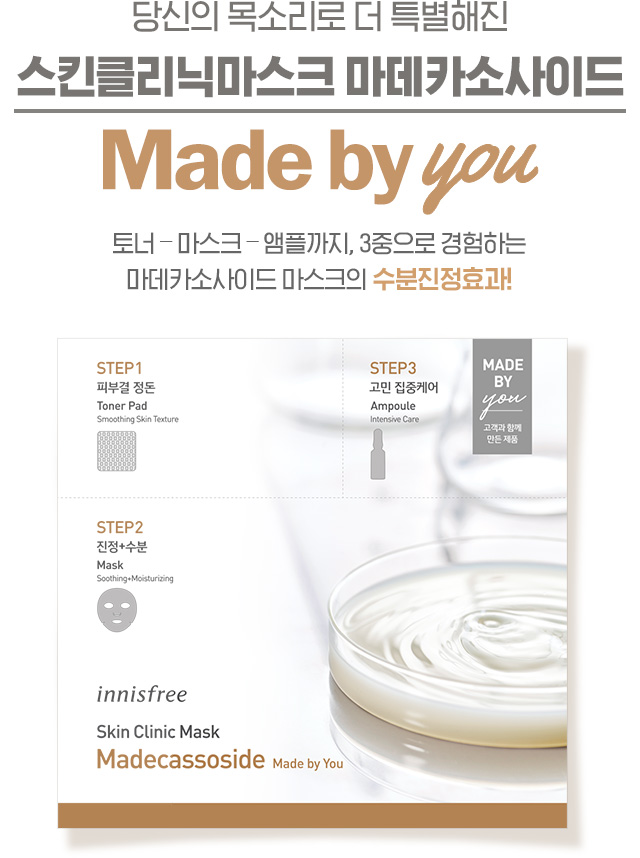 당신의 목소리로 더 특별해진
스킨클리닉마스크 마데카소사이드
Made by you
토너 – 마스크 – 앰플까지, 3중으로 경험하는
마데카소사이드 마스크의 수분진정효과!
STEP1
피부결 정돈
Toner Pad
Smoothing Skin Texture
STEP3
고민 집중케어
Ampoule
Intensive Care
MADE
BY
you
고객과 함께
만든 제품
STEP2
진정+수분
Mask
Soothing+Moisturizing
innisfree
Skin Clinic Mask
Madecassoside Made by You